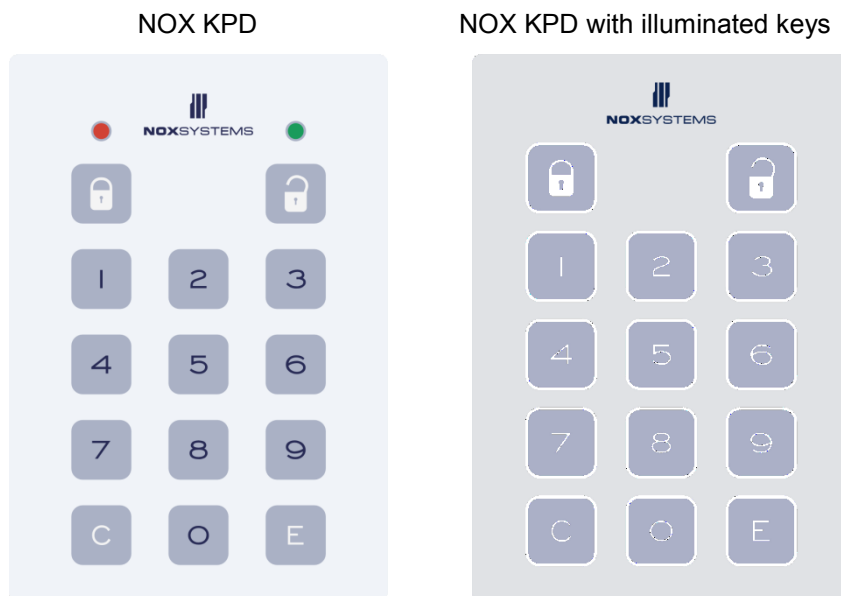 NOX KPD
NOX KPD with illuminated keys
NOXSYSTEMS
1 2 3
4 5 6
7 8 9
C 0 E
NOXSYSTEMS
1 2 3
4 5 6
7 8 9
C 0 E